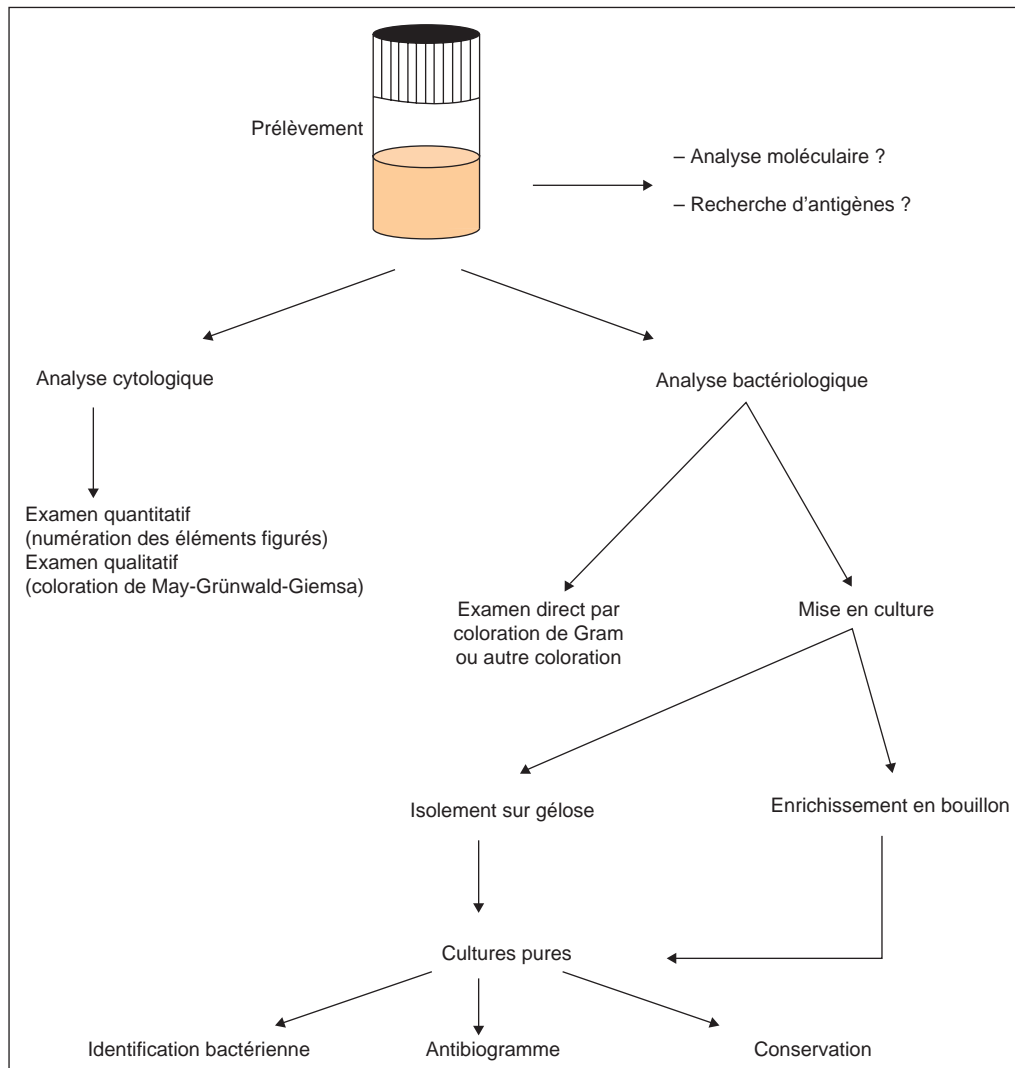 Prélèvement
– Analyse moléculaire ?
– Recherche d'antigènes ?
Analyse cytologique
Analyse bactériologique
Examen quantitatif
(numération des éléments figurés)
Examen qualitatif
(coloration de May-Grünwald-Giemsa)
Examen direct par
coloration de Gram
ou autre coloration
Mise en culture
Isolement sur gélose
Enrichissement en bouillon
Cultures pures
Identification bactérienne
Antibiogramme
Conservation